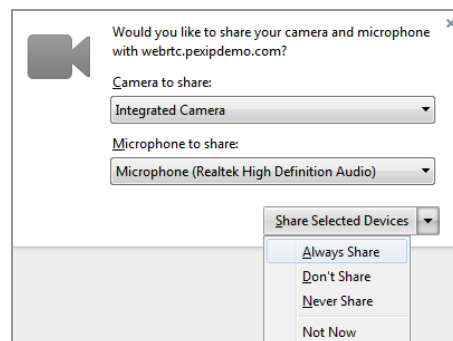 Would you like to share your camera and microphone
with webrtc.pexipdemo.com?
Camera to share:
Integrated Camera
Microphone to share:
Microphone (Realtek High Definition Audio)
Share Selected Devices
Always Share
Don't Share
Never Share
Not Now